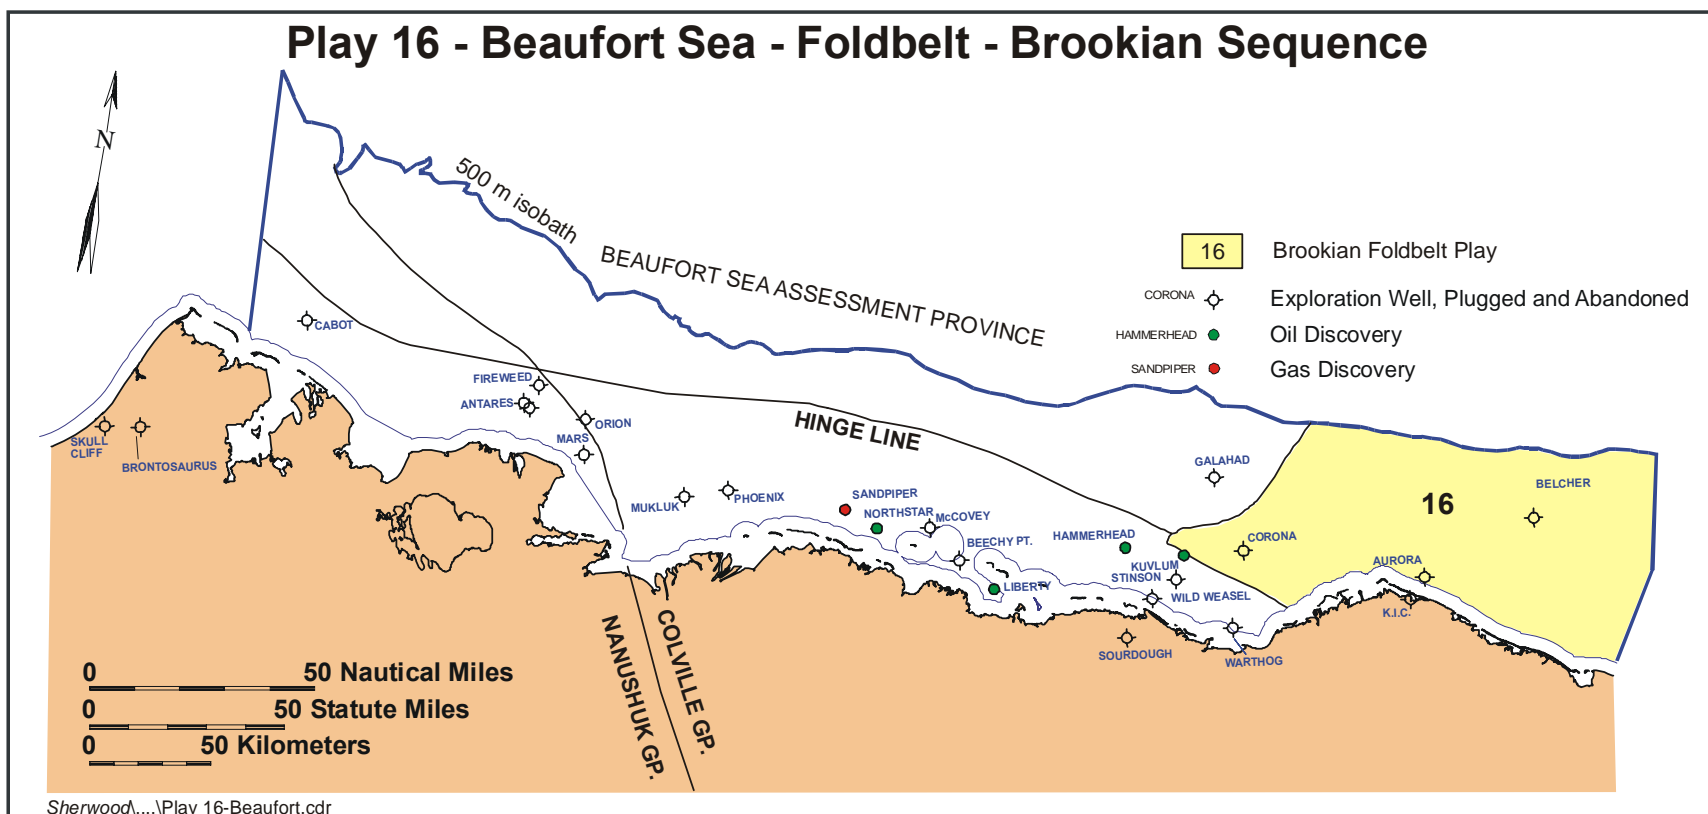 Play 16 - Beaufort Sea - Foldbelt - Brookian Sequence
N
500 m isobath
BEAUFORT SEA ASSESSMENT PROVINCE
16
Brookian Foldbelt Play
CORONA
Exploration Well, Plugged and Abandoned
HAMMERHEAD
Oil Discovery
SANDPIPER
Gas Discovery
CABOT
FIREWEED
ANTARES
ORION
MARS
SKULL
CLIFF
BRONTOSAURUS
HINGE LINE
MUKLUK
PHOENIX
SANDPIPER
NORTHSTAR
McCOVEY
BEECHY PT.
LIBERTY
GALAHAD
HAMMERHEAD
KUVLUM
STINSON
WILD WEASEL
CORONA
16
BELCHER
AURORA
K.I.C.
SOURDOUGH
WARTHOG
NANUSHUK GP.
COLVILLE GP.
0 50 Nautical Miles
0 50 Statute Miles
0 50 Kilometers
Sherwood\....\Play 16-Beaufort.cdr